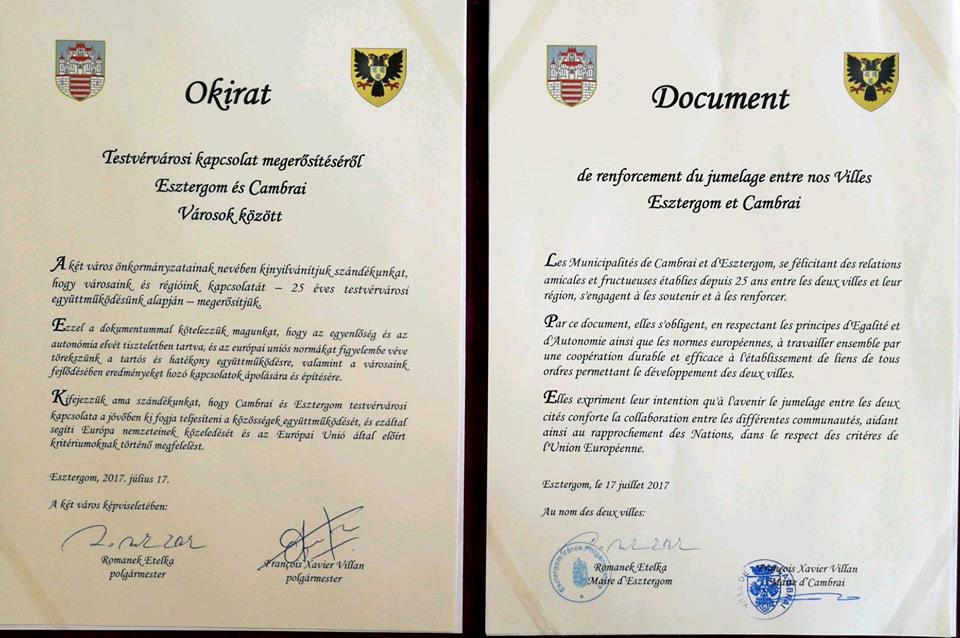 Okirat
Testvérvárosi kapcsolat megerősítéséről
Esztergom és Cambrai
Városok között
A két város önkormányzatainak nevében kinyilvánítjuk szándékunkat,
hogy városaink és régióink kapcsolatát – 25 éves testvérvárosi
együttműködésünk alapján – megerősítjük.
Ezzel a dokumentummal kötelezzük magunkat, hogy az egyenlőség és az
autonómia elvét tiszteletben tartva, és az európai uniós normákat figyelembe véve
törekszünk a tartós és hatékony együttműködésre, valamint a városaink
fejlődésében eredményeket hozó kapcsolatok ápolására és építésére.
Kifejezzük ama szándékunkat, hogy Cambrai és Esztergom testvérvárosi
kapcsolata a jövőben ki fogja teljesíteni a közösségek együttműködését, és ezáltal
segíti Európa nemzeteinek közeledését és az Európai Unió által előírt
kritériumoknak történő megfelelést.
Esztergom, 2017. július 17.
A két város képviseletében:
Romanek Etelka
polgármester
François Xavier Villan
polgármester
Document
de renforcement du jumelage entre nos Villes
Esztergom et Cambrai
Les Municipalités de Cambrai et d'Esztergom, se félicitant des relations
amicales et fructueuses établies depuis 25 ans entre les deux villes et leur
région, s'engagent à les soutenir et à les renforcer.
Par ce document, elles s'obligent, en respectant les principes d'Egalité et
d'Autonomie ainsi que les normes européennes, à travailler ensemble par
une coopération durable et efficace à l'établissement de liens de tous
ordres permettant le développement des deux villes.
Elles expriment leur intention qu'à l'avenir le jumelage entre les deux
cités conforte la collaboration entre les différentes communautés, aidant
ainsi au rapprochement des Nations, dans le respect des critéres de
l'Union Européenne.
Esztergom, le 17 juillet 2017
Au nom des deux villes:
Romanek Etelka
Maire d'Esztergom
François Xavier Villan
Maire d'Cambrai
Esztergom Város
VILLE DE CAMBRAI